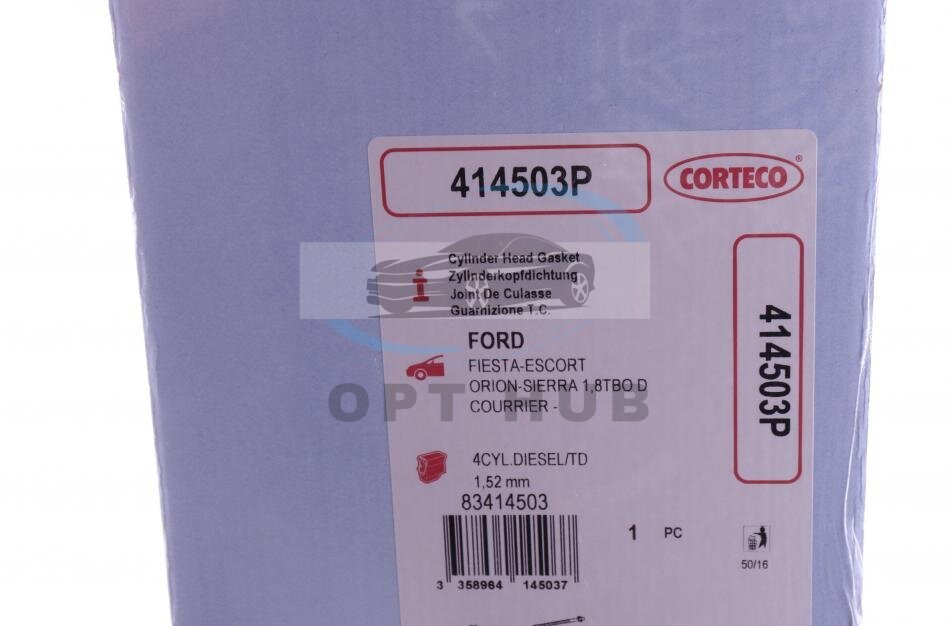 414503P
CORTECO®
Cylinder Head Gasket
Zylinderkopfdichtung
Joint De Culasse
Guarnizione T.C.
FORD
FIESTA-ESCORT
ORION-SIERRA 1,8TBO D
COURRIER -
OPT HUB
4CYL.DIESEL/TD
1,52 mm
83414503
1 PC
50/16
3 358964 145037
414503P